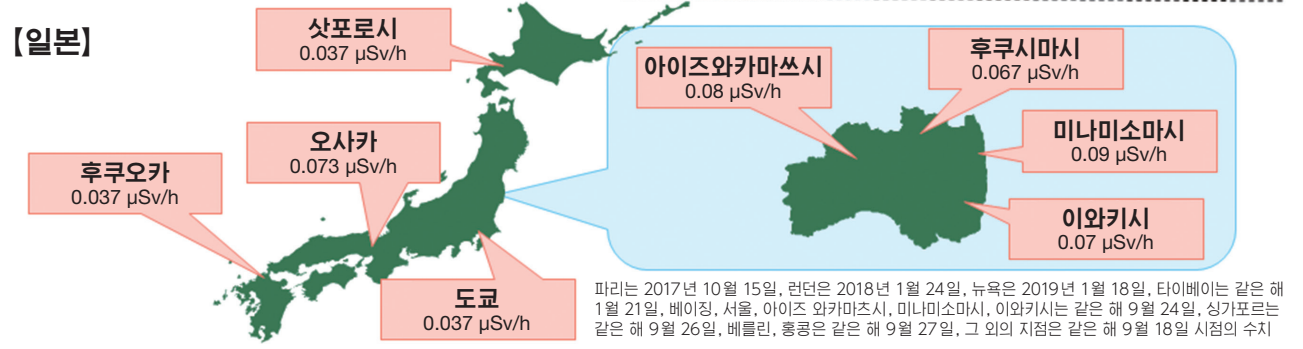 【일본】
삿포로시
0.037 μSv/h
오사카
0.073 μSv/h
후쿠오카
0.037 μSv/h
도쿄
0.037 μSv/h
아이즈와카마쓰시
0.08 μSv/h
후쿠시마시
0.067 μSv/h
미나미소마시
0.09 μSv/h
이와키시
0.07 μSv/h
파리는 2017년 10월 15일, 런던은 2018년 1월 24일, 뉴욕은 2019년 1월 18일, 타이베이는 같은 해
1월 21일, 베이징, 서울, 아이즈 와카마츠시, 미나미소마시, 이와키시는 같은 해 9월 24일, 싱가포르는
같은 해 9월 26일, 베를린, 홍콩은 같은 해 9월 27일, 그 외의 지점은 같은 해 9월 18일 시점의 수치